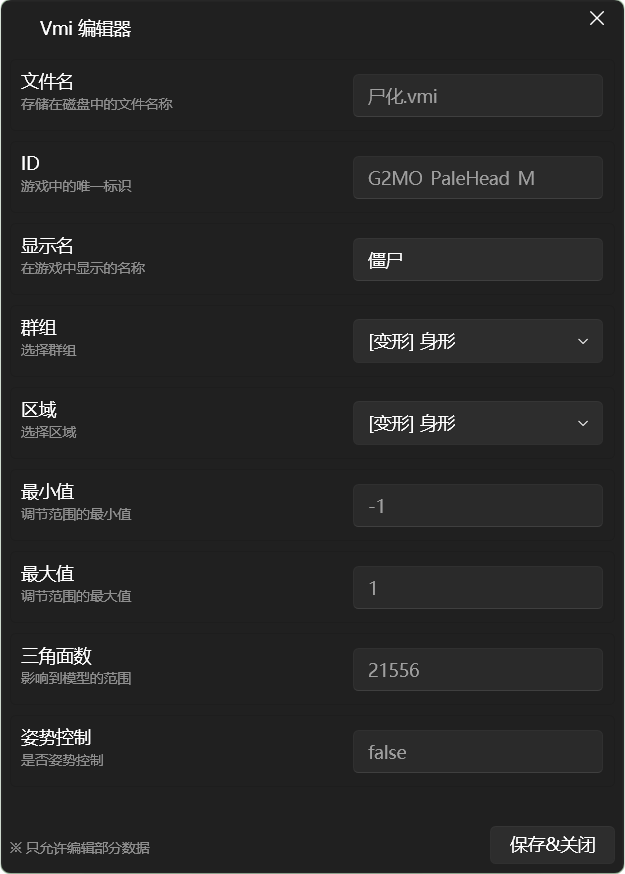 Vmi 编辑器
文件名
存储在磁盘中的文件名称
尸化.vmi
ID
游戏中的唯一标识
G2MO PaleHead M
显示名
在游戏中显示的名称
僵尸
群组
选择群组
[变形] 身形
区域
选择区域
[变形] 身形
最小值
调节范围的最小值
-1
最大值
调节范围的最大值
1
三角面数
影响到模型的范围
21556
姿势控制
是否姿势控制
false
※ 只允许编辑部分数据
保存&关闭